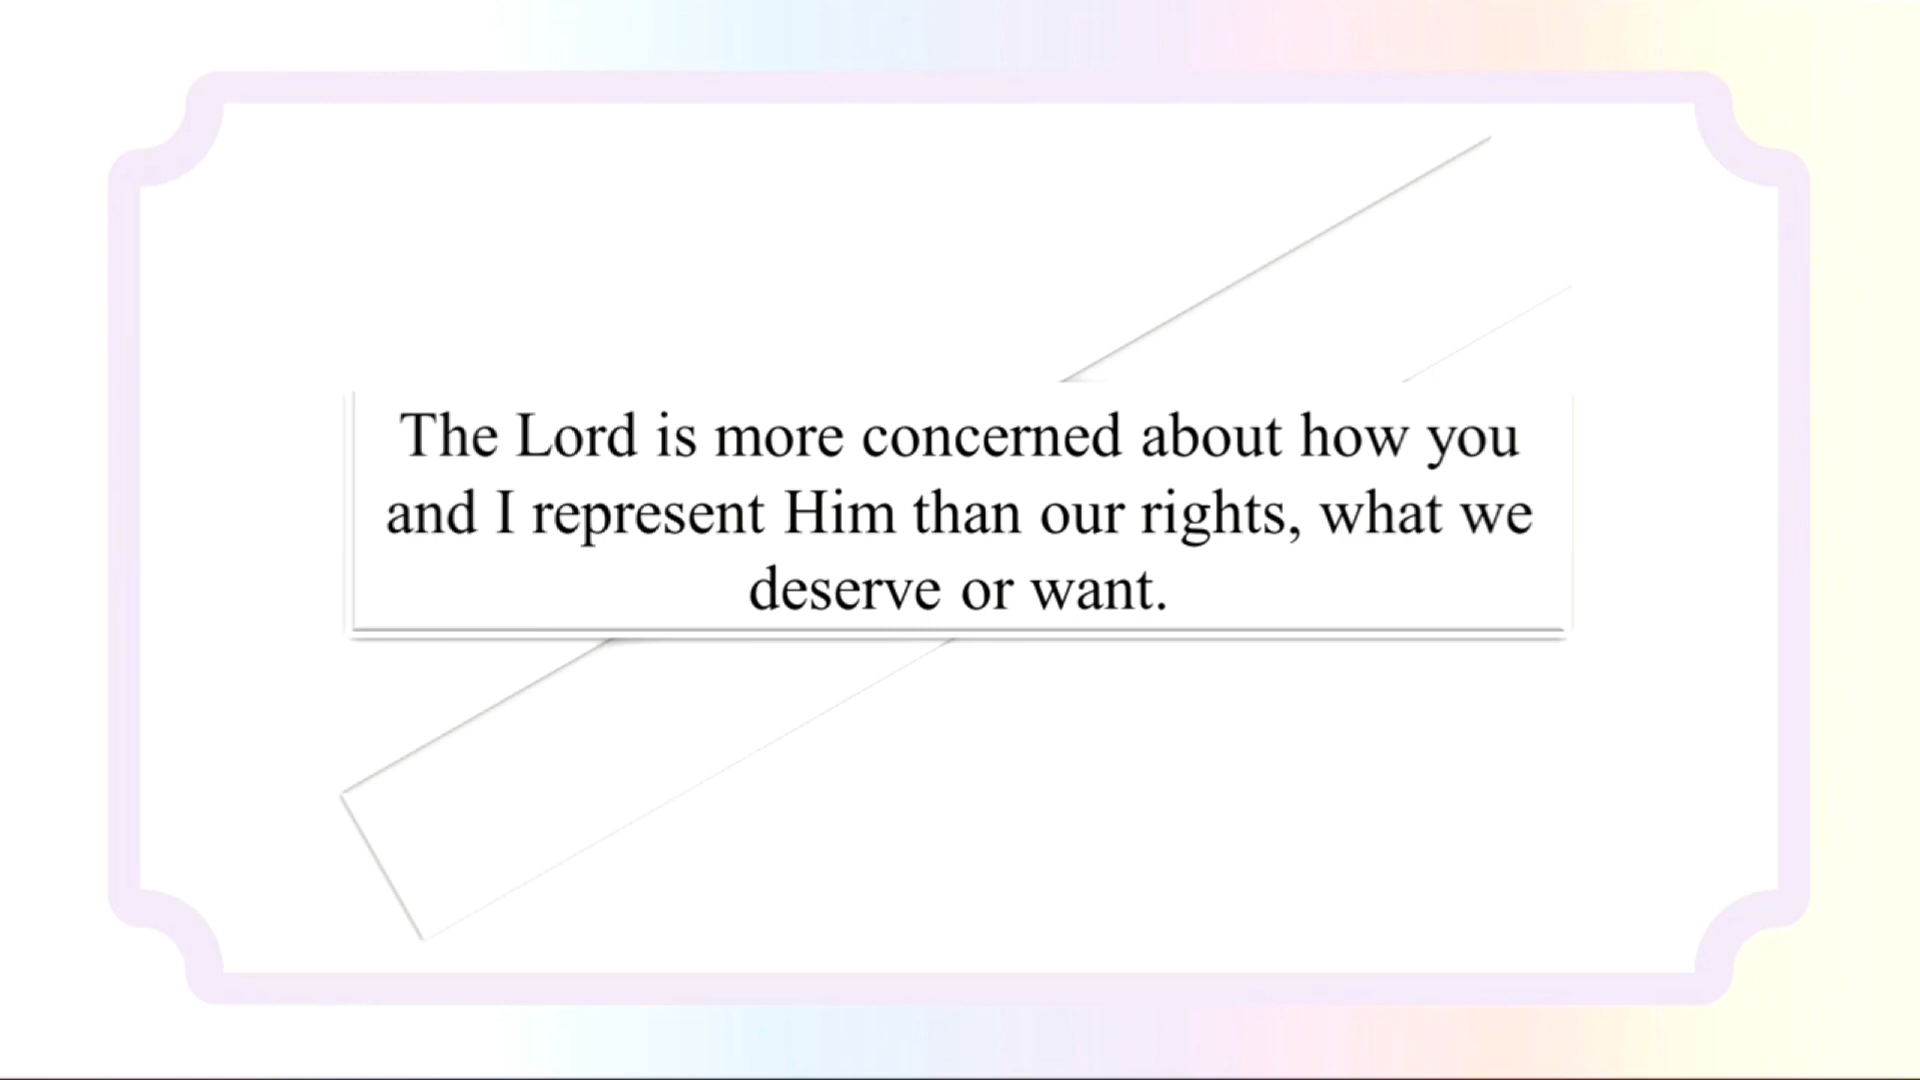 The Lord is more concerned about how you
and I represent Him than our rights, what we
deserve or want.